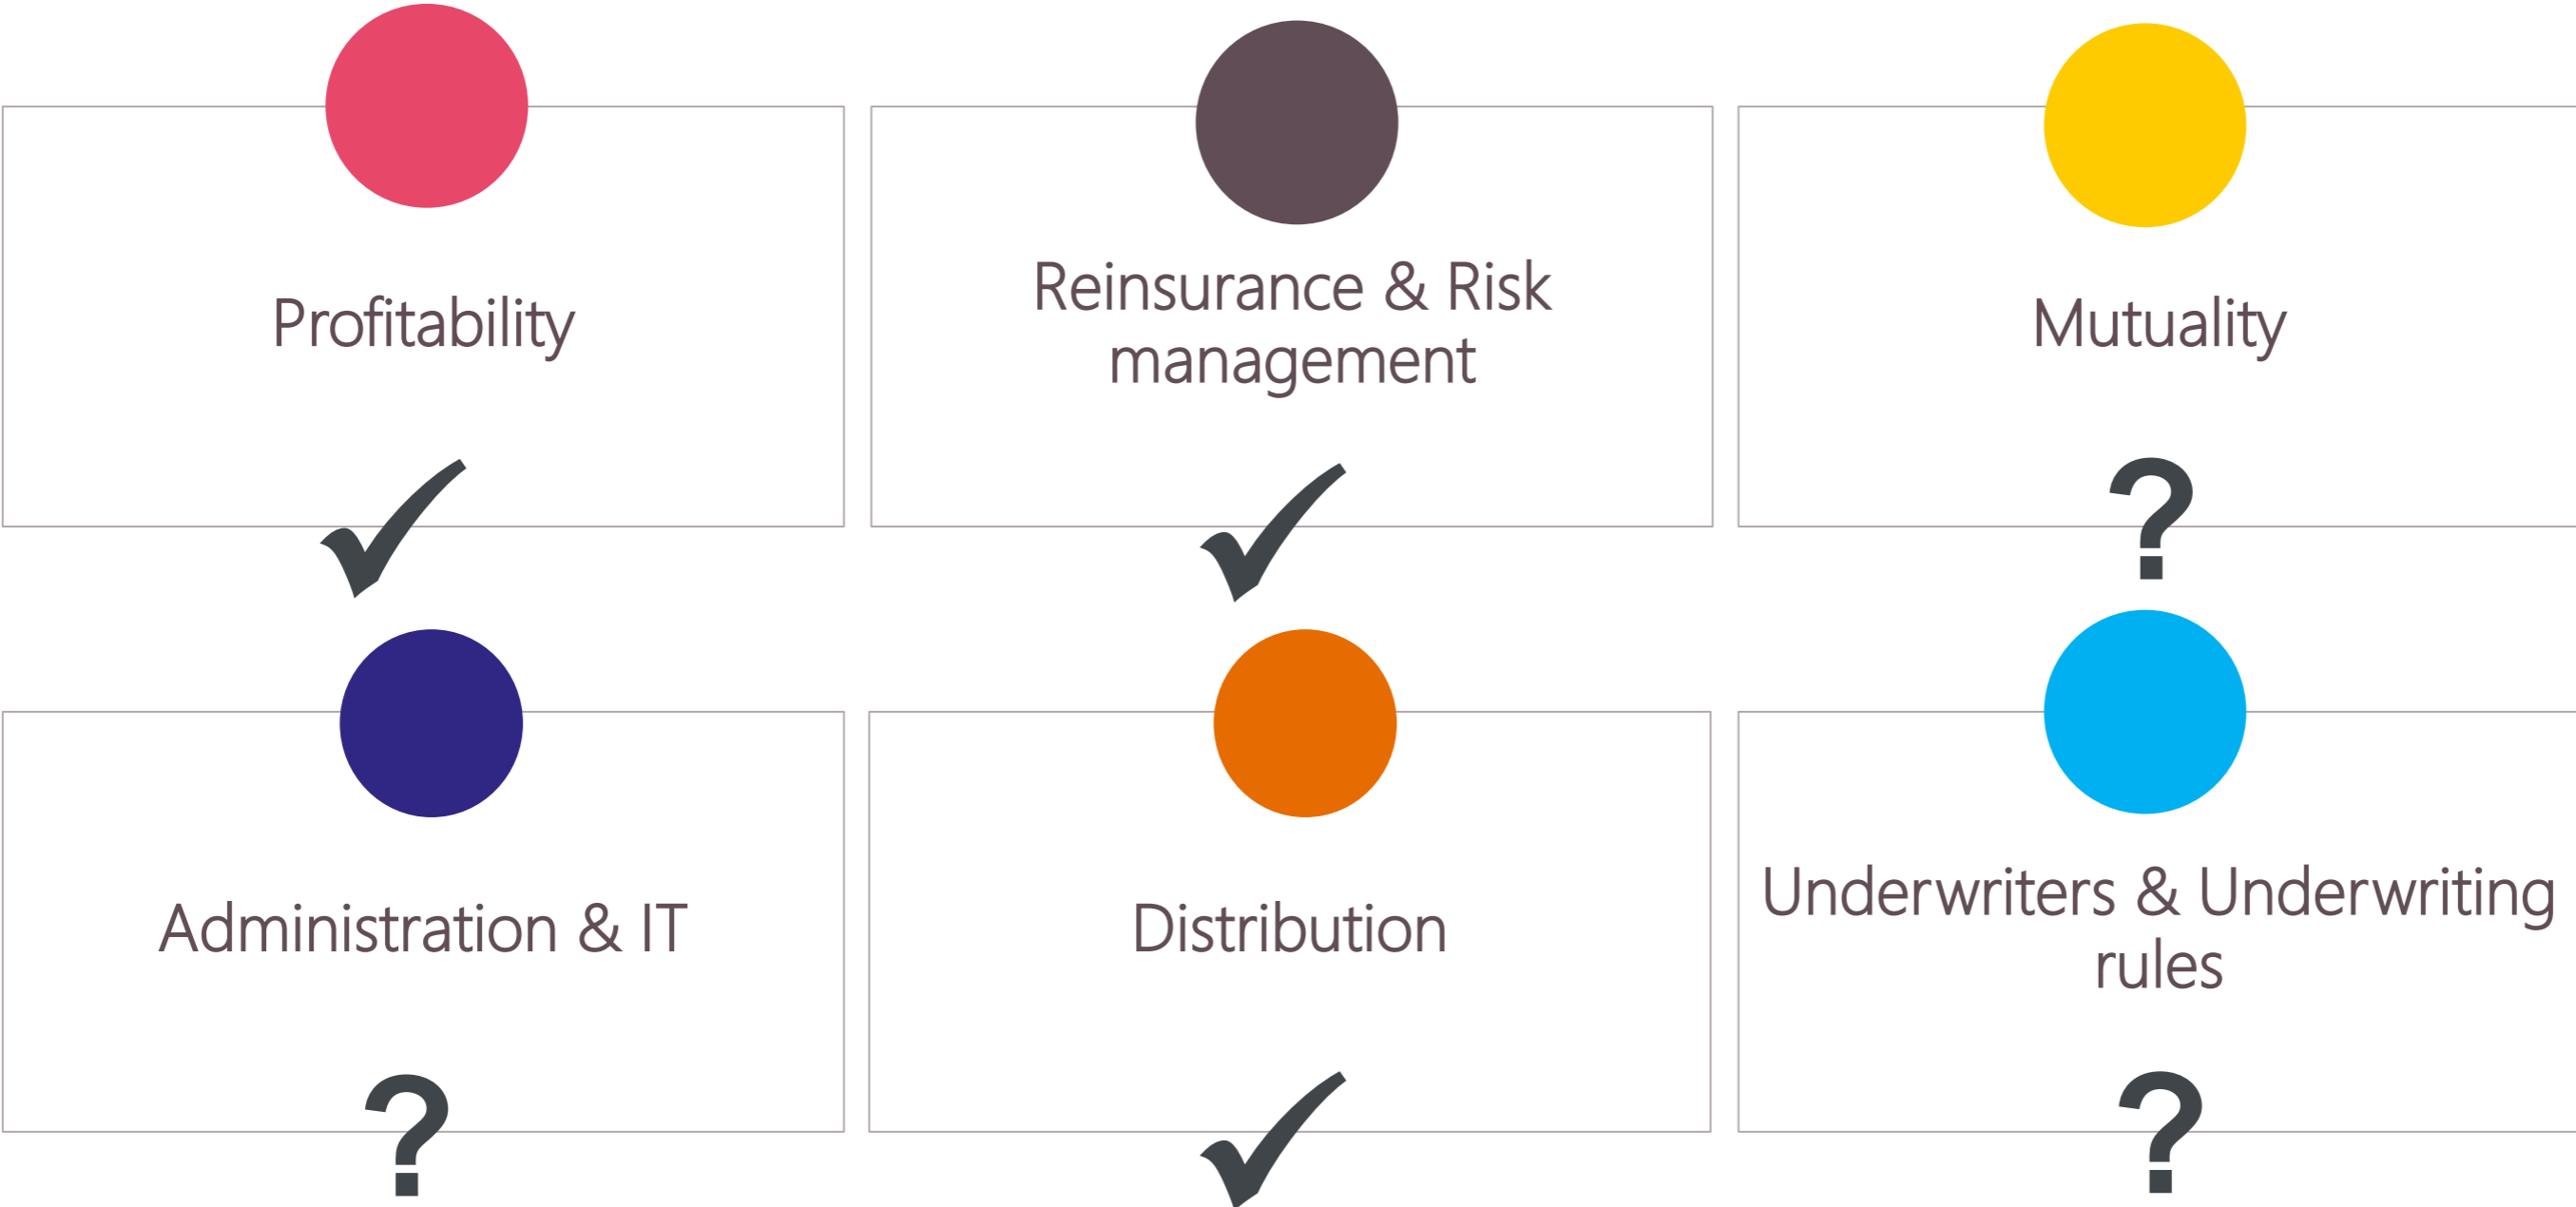 Profitability
Reinsurance & Risk
management
Mutuality
?
Administration & IT
Distribution
Underwriters & Underwriting
rules
?
?